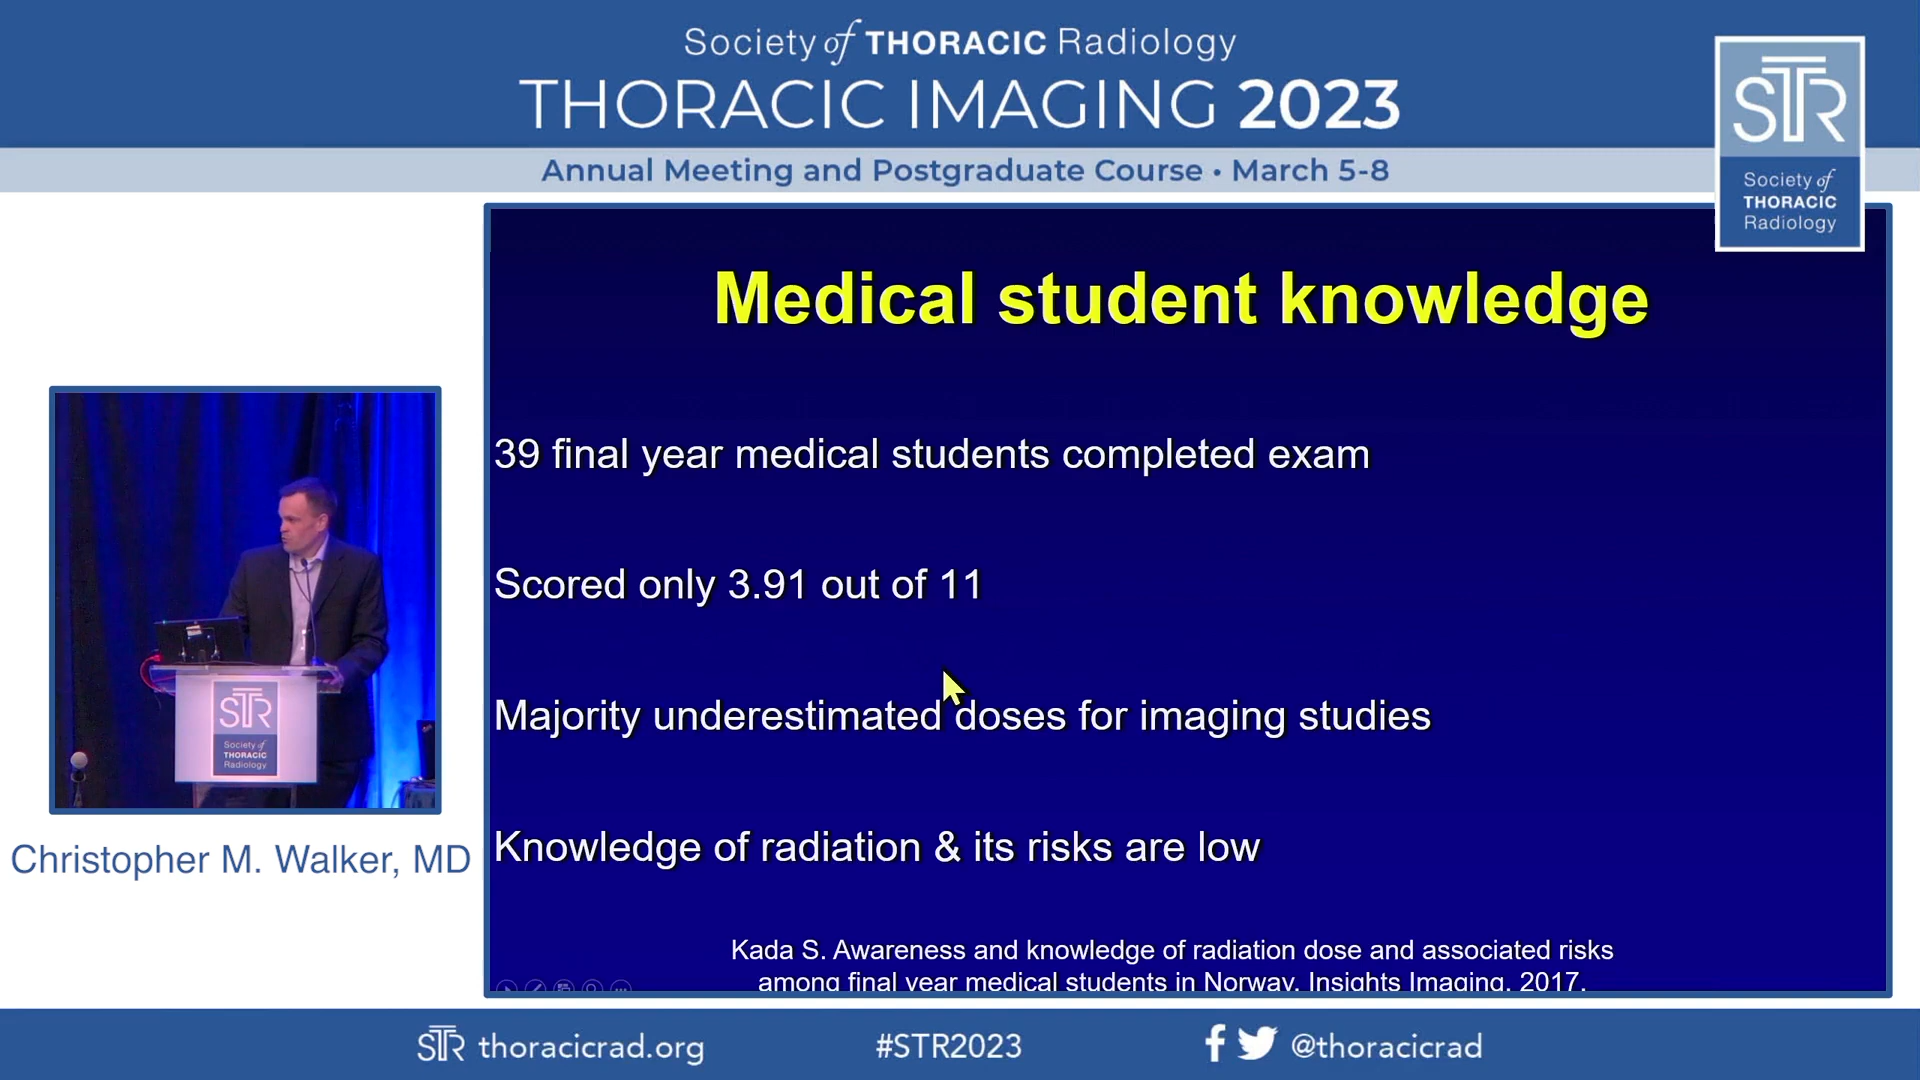 Society of THORACIC Radiology
THORACIC IMAGING 2023
Annual Meeting and Postgraduate Course • March 5-8
STR
Society of
THORACIC
Radiology
Medical student knowledge
39 final year medical students completed exam
Scored only 3.91 out of 11
Majority underestimated doses for imaging studies
Knowledge of radiation & its risks are low
Kada S. Awareness and knowledge of radiation dose and associated risks
among final year medical students in Norway. Insights Imaging. 2017.
STR
Society of
THORACIC
Radiology
Christopher M. Walker, MD
STR thoracicrad.org
#STR2023
@thoracicrad